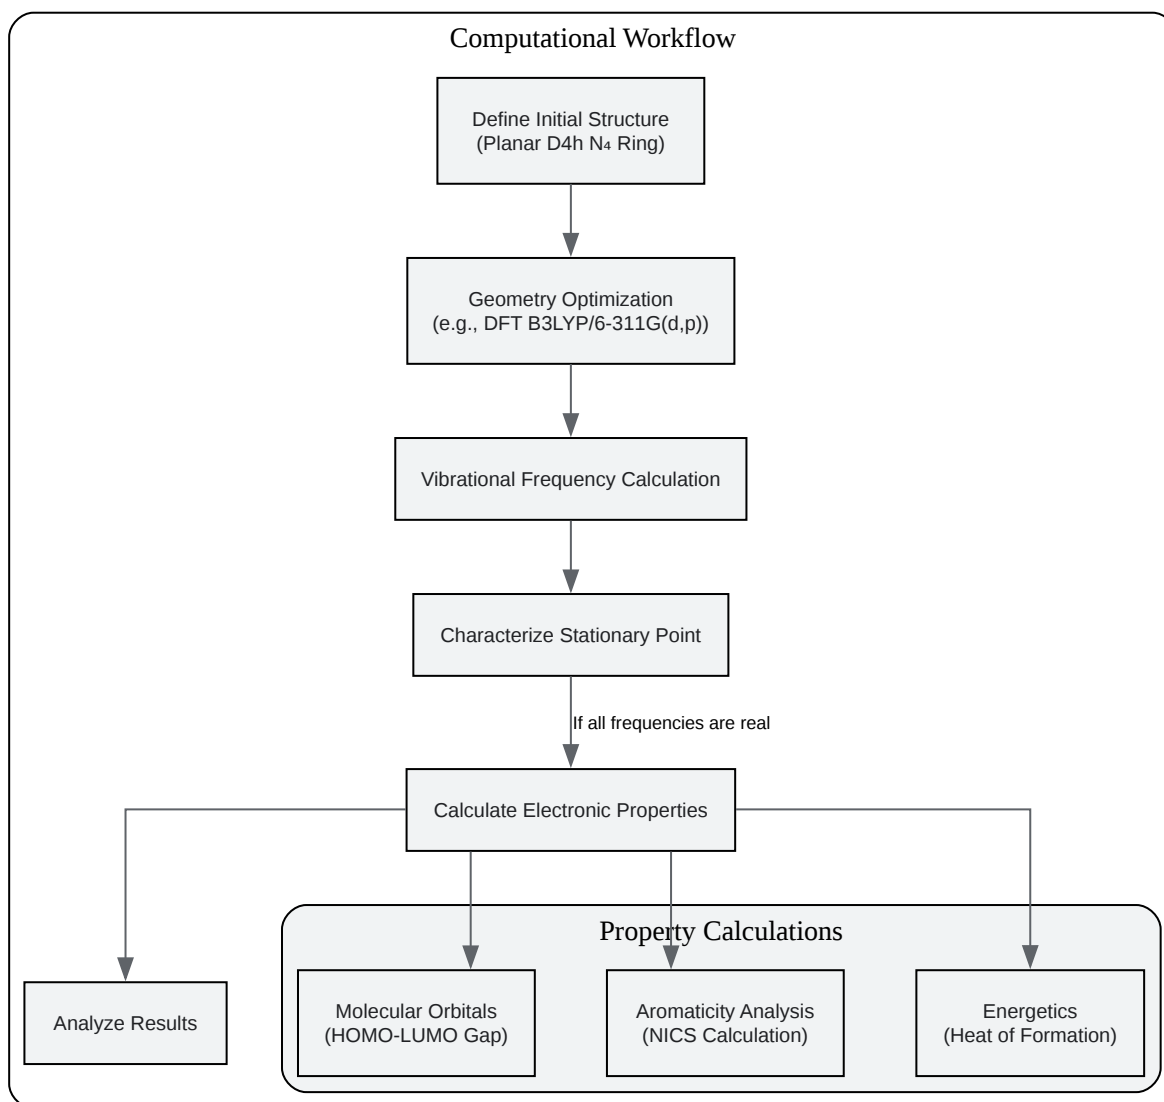 Computational Workflow
Define Initial Structure
(Planar D4h N₄ Ring)
Geometry Optimization
(e.g., DFT B3LYP/6-311G(d,p))
Vibrational Frequency Calculation
Characterize Stationary Point
If all frequencies are real
Calculate Electronic Properties
Property Calculations
Analyze Results
Molecular Orbitals
(HOMO-LUMO Gap)
Aromaticity Analysis
(NICS Calculation)
Energetics
(Heat of Formation)